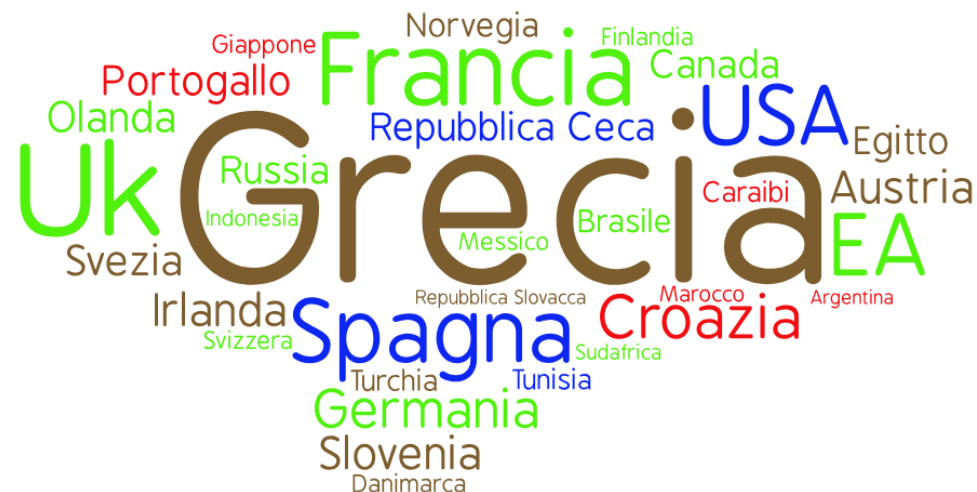 Norvegia
Giappone
Francia
Finlandia
Portogallo
Canada
Olanda
Repubblica Ceca
USA
Egitto
Uk
Grecia
Russia
Caraibi
Austria
Indonesia
Brasile
Messico
EA
Svezia
Irlanda
Repubblica Slovacca
Marocco
Argentina
Spagna
Croazia
Svizzera
Sudafrica
Turchia
Tunisia
Germania
Slovenia
Danimarca